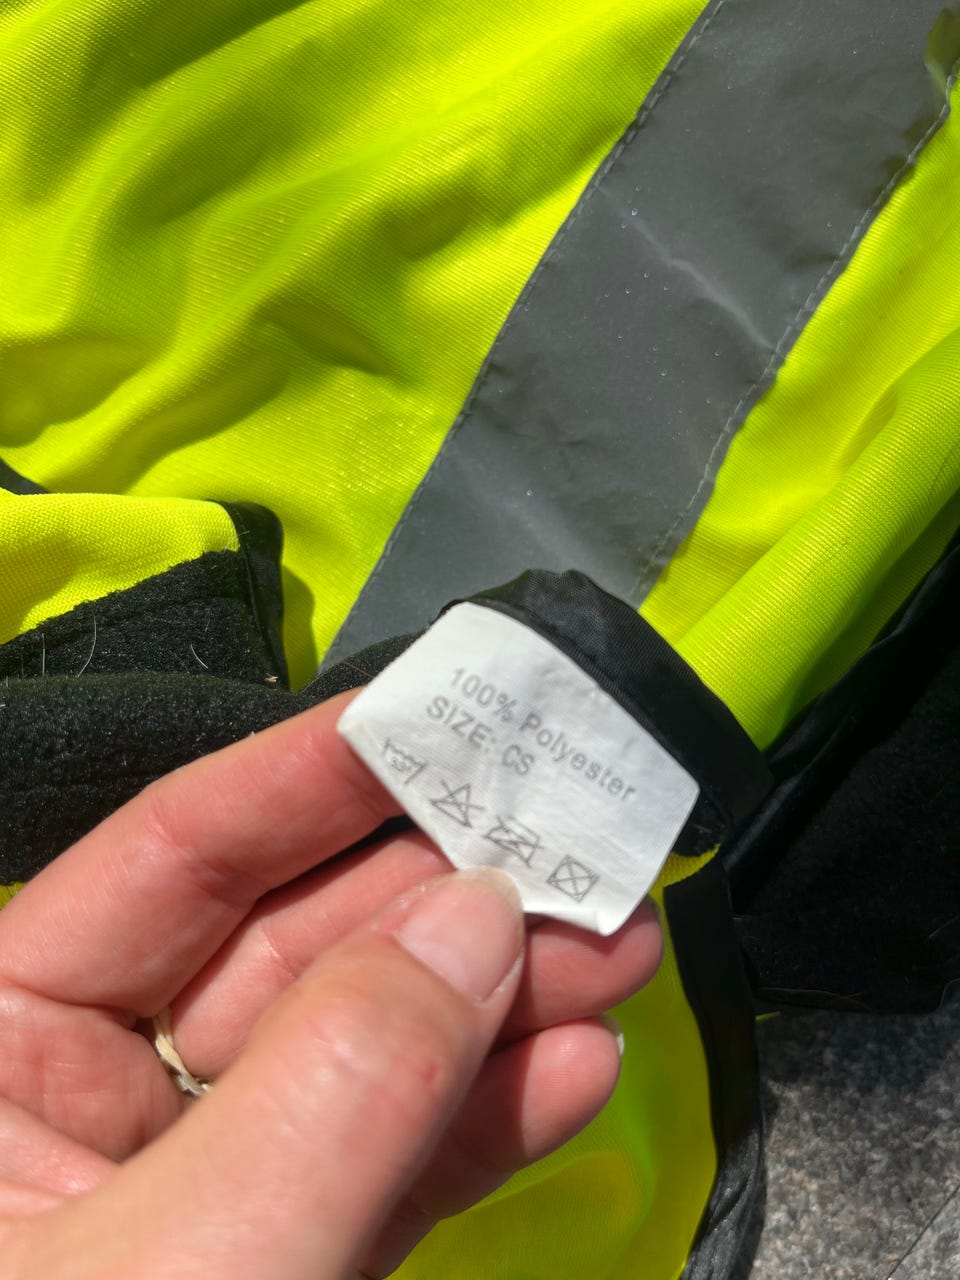 100% Polyester
SIZE: CS